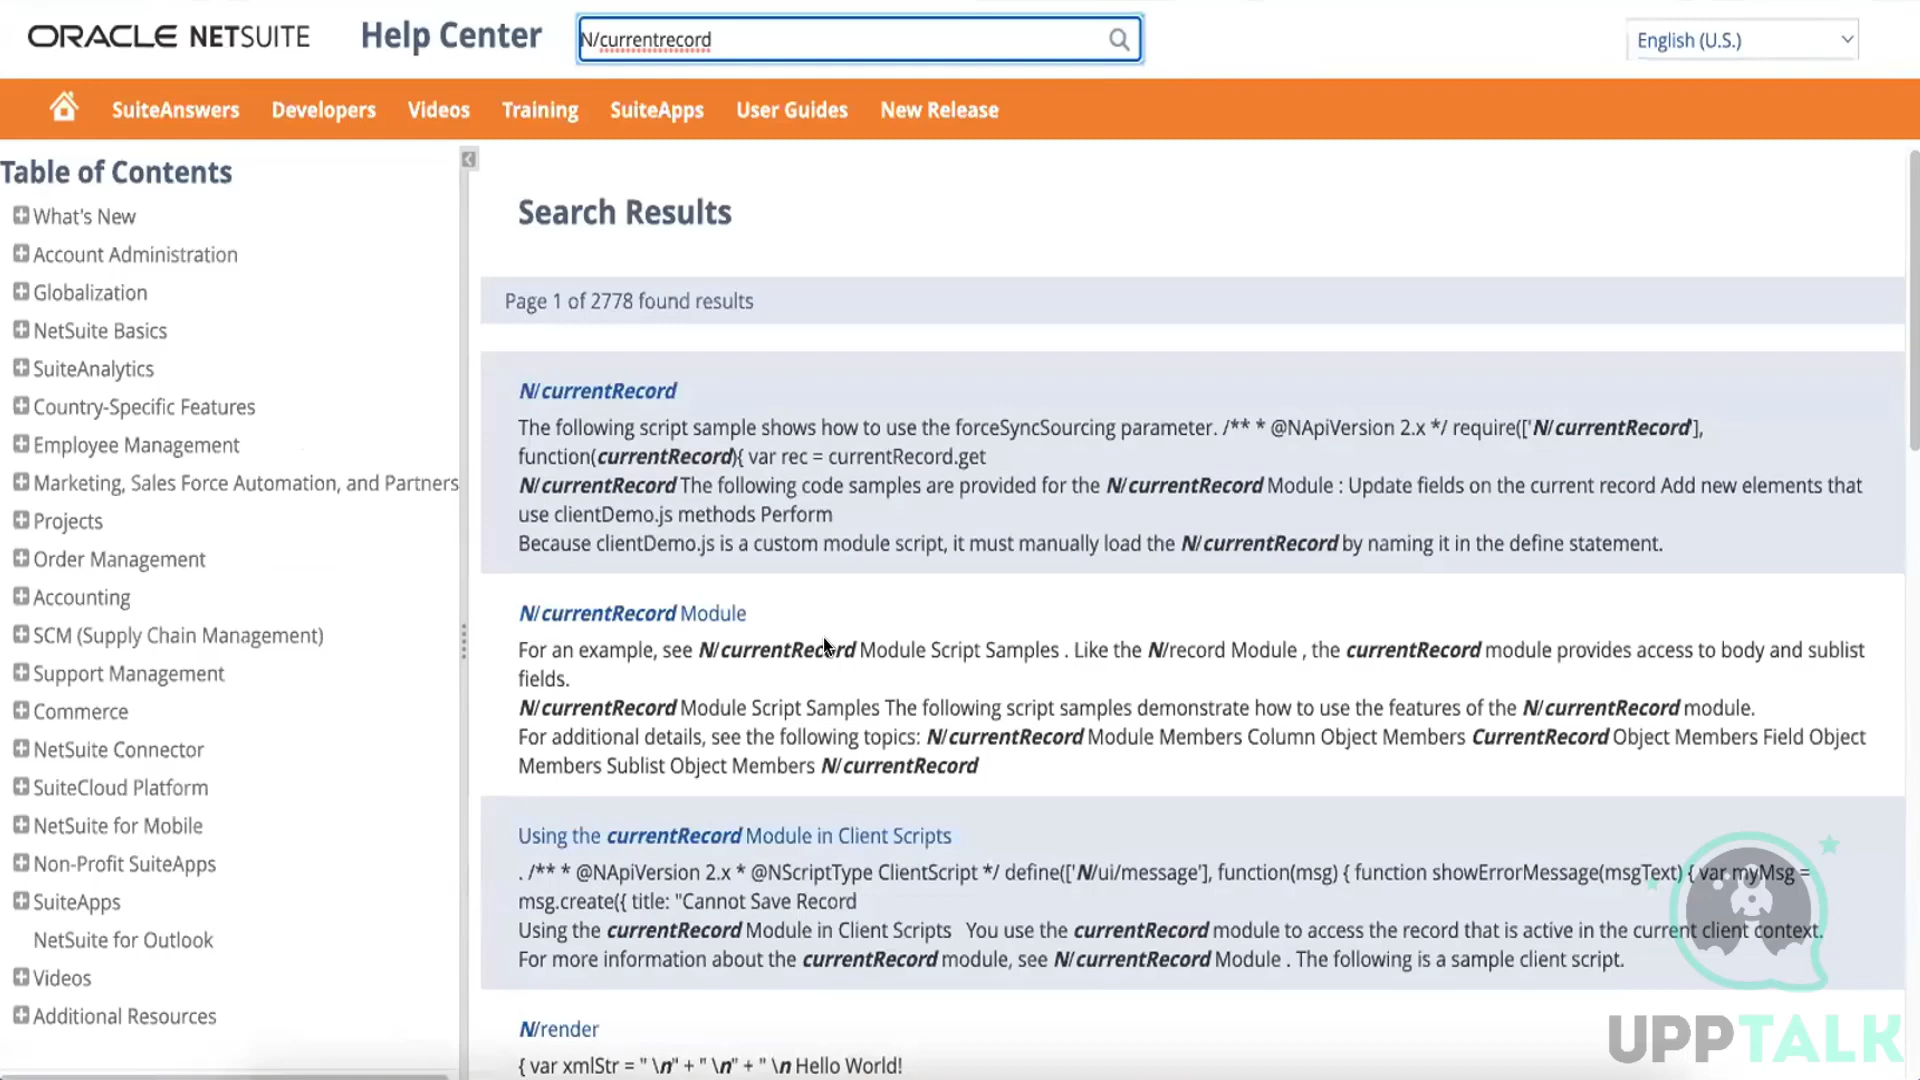 ORACLE NETSUITE Help Center N/currentrecord English (U.S.)
SuiteAnswers Developers Videos Training SuiteApps User Guides New Release
Table of Contents
What's New
Account Administration
Globalization
NetSuite Basics
SuiteAnalytics
Country-Specific Features
Employee Management
Marketing, Sales Force Automation, and Partners
Projects
Order Management
Accounting
SCM (Supply Chain Management)
Support Management
Commerce
NetSuite Connector
SuiteCloud Platform
NetSuite for Mobile
Non-Profit SuiteApps
SuiteApps
NetSuite for Outlook
Videos
Additional Resources
Search Results
Page 1 of 2778 found results
N/currentRecord
The following script sample shows how to use the forceSyncSourcing parameter. /** * @NApiVersion 2.x */ require(['N/currentRecord'],
function(currentRecord){ var rec = currentRecord.get
N/currentRecord The following code samples are provided for the N/currentRecord Module : Update fields on the current record Add new elements that
use clientDemo.js methods Perform
Because clientDemo.js is a custom module script, it must manually load the N/currentRecord by naming it in the define statement.
N/currentRecord Module
For an example, see N/currentRecord Module Script Samples . Like the N/record Module , the currentRecord module provides access to body and sublist
fields.
N/currentRecord Module Script Samples The following script samples demonstrate how to use the features of the N/currentRecord module.
For additional details, see the following topics: N/currentRecord Module Members Column Object Members CurrentRecord Object Members Field Object
Members Sublist Object Members N/currentRecord
Using the currentRecord Module in Client Scripts
. /** * @NApiVersion 2.x * @NScriptType ClientScript */ define(['N/ui/message'], function(msg) { function showErrorMessage(msgText) { var myMsg =
msg.create({ title: "Cannot Save Record
Using the currentRecord Module in Client Scripts You use the currentRecord module to access the record that is active in the current client context.
For more information about the currentRecord module, see N/currentRecord Module . The following is a sample client script.
N/render
{ var xmlStr = " \n" + " \n" + " \n Hello World!
UPPTALK